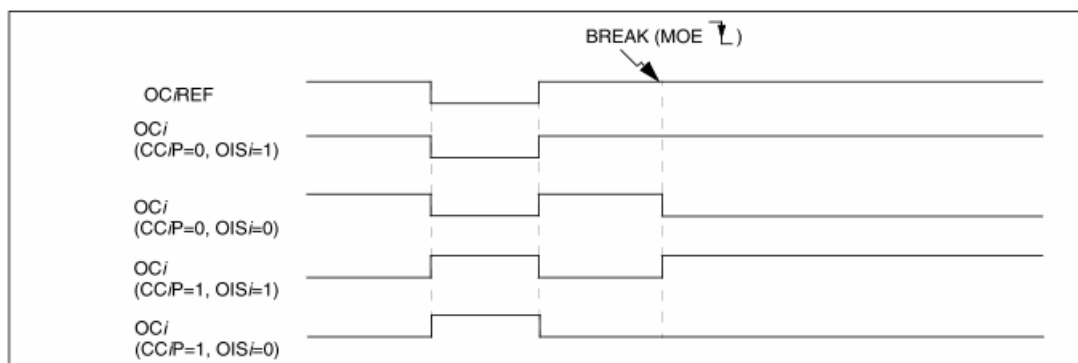 BREAK (MOE )
OCiREF
OCi
(CCiP=0, OISi=1)
OCi
(CCiP=0, OISi=0)
OCi
(CCiP=1, OISi=1)
OCi
(CCiP=1, OISi=0)